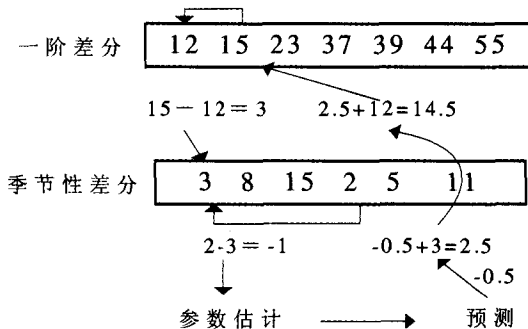 一阶差分 12 15 23 37 39 44 55
15－12＝3 2.5+12=14.5
季节性差分 3 8 15 2 5 11
2-3＝-1 -0.5+3=2.5
-0.5
参数估计 预测